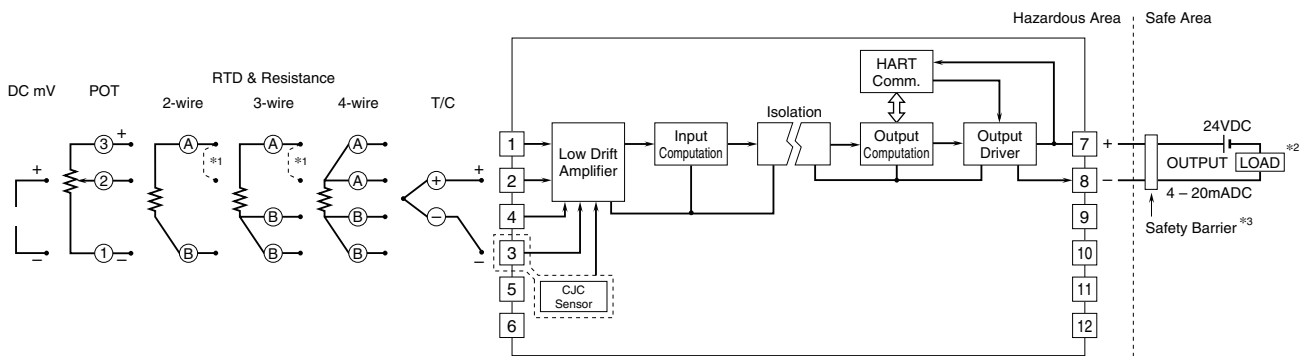 Hazardous Area
Safe Area
RTD & Resistance
DC mV
POT
2-wire
3-wire
4-wire
T/C
HART
Comm.
Isolation
24VDC
3 +
A
*1
A
*1
A
1
Input
Computation
Output
Computation
Output
Driver
7 +
OUTPUT
LOAD *2
Low Drift
Amplifier
+
2
A
+
+
2
8 −
4 – 20mADC
B
B
−
4
9
Safety Barrier *3
−
1 −
B
B
B
−
3
10
CJC
Sensor
5
11
6
12